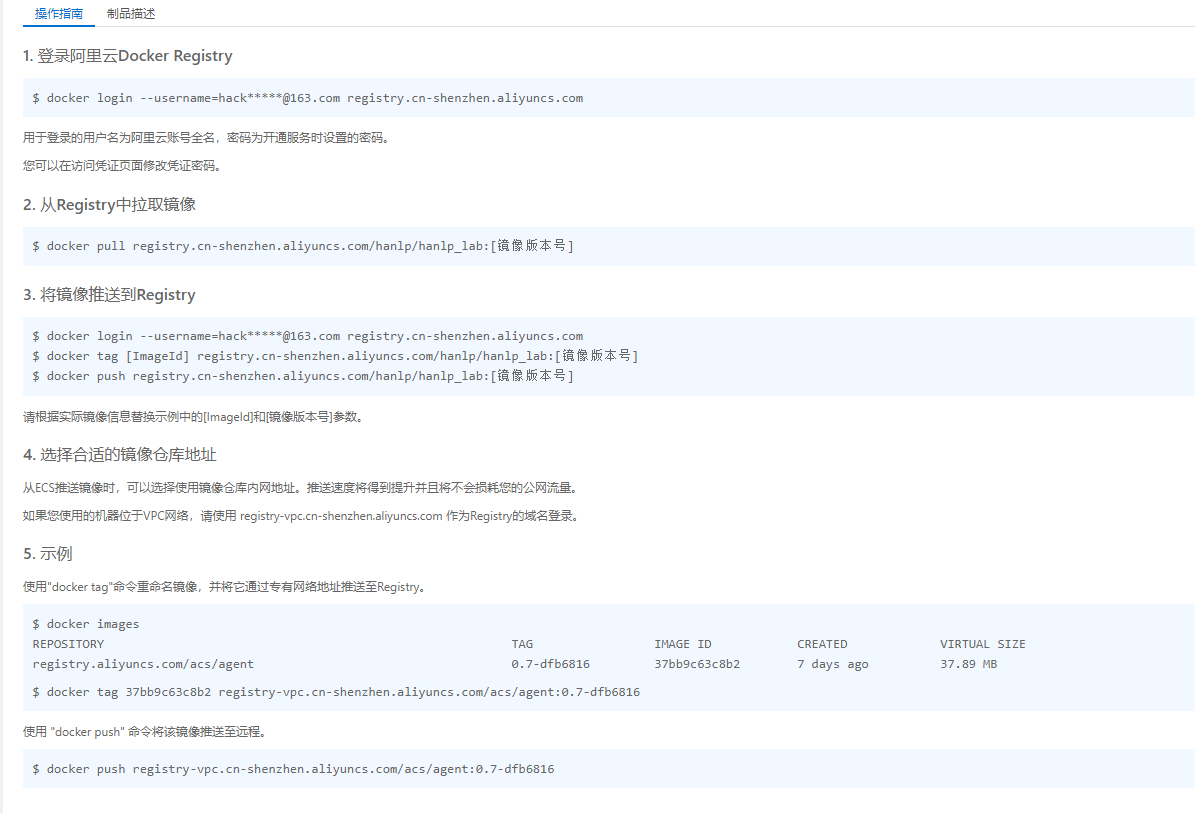 操作指南 制品描述
1. 登录阿里云Docker Registry
$ docker login --username=hack*****@163.com registry.cn-shenzhen.aliyuncs.com
用于登录的用户名为阿里云账号全名，密码为开通服务时设置的密码。
您可以在访问凭证页面修改凭证密码。
2. 从Registry中拉取镜像
$ docker pull registry.cn-shenzhen.aliyuncs.com/hanlp/hanlp_lab:[镜像版本号]
3. 将镜像推送到Registry
$ docker login --username=hack*****@163.com registry.cn-shenzhen.aliyuncs.com
$ docker tag [ImageId] registry.cn-shenzhen.aliyuncs.com/hanlp/hanlp_lab:[镜像版本号]
$ docker push registry.cn-shenzhen.aliyuncs.com/hanlp/hanlp_lab:[镜像版本号]
请根据实际镜像信息替换示例中的[ImageId]和[镜像版本号]参数。
4. 选择合适的镜像仓库地址
从ECS推送镜像时，可以选择使用镜像仓库内网地址。推送速度将得到提升并且将不会损耗您的公网流量。
如果您使用的机器位于VPC网络，请使用 registry-vpc.cn-shenzhen.aliyuncs.com 作为Registry的域名登录。
5. 示例
使用"docker tag"命令重命名镜像，并将它通过专有网络地址推送至Registry。
$ docker images
REPOSITORY TAG IMAGE ID CREATED VIRTUAL SIZE
registry.aliyuncs.com/acs/agent 0.7-dfb6816 37bb9c63c8b2 7 days ago 37.89 MB
$ docker tag 37bb9c63c8b2 registry-vpc.cn-shenzhen.aliyuncs.com/acs/agent:0.7-dfb6816
使用 "docker push" 命令将该镜像推送至远程。
$ docker push registry-vpc.cn-shenzhen.aliyuncs.com/acs/agent:0.7-dfb6816